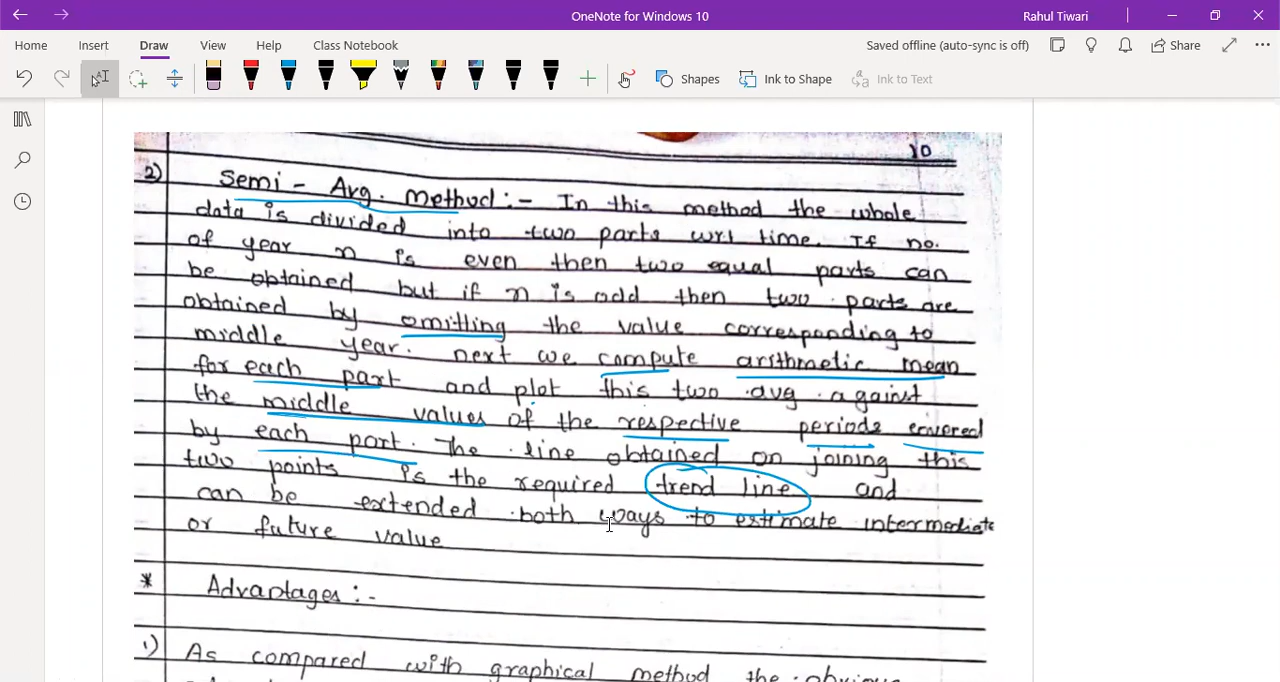 OneNote for Windows 10
Rahul Tiwari
Home Insert Draw View Help Class Notebook
Saved offline (auto-sync is off) Share
Shapes Ink to Shape Ink to Text
10
2) Semi - Avg. Method :- In this method the whole
data is divided into two parts wrt time. If no.
of year n is even then two equal parts can
be obtained but if n is odd then two parts are
obtained by omitting the value corresponding to
middle year. next we compute arithmetic mean
for each part and plot this two avg against
the middle values of the respective periods covered
by each part. The line obtained on joining this
two points is the required trend line and
can be extended both ways to estimate intermediate
or future value
* Advantages :-
1) As compared with graphical method the obvious